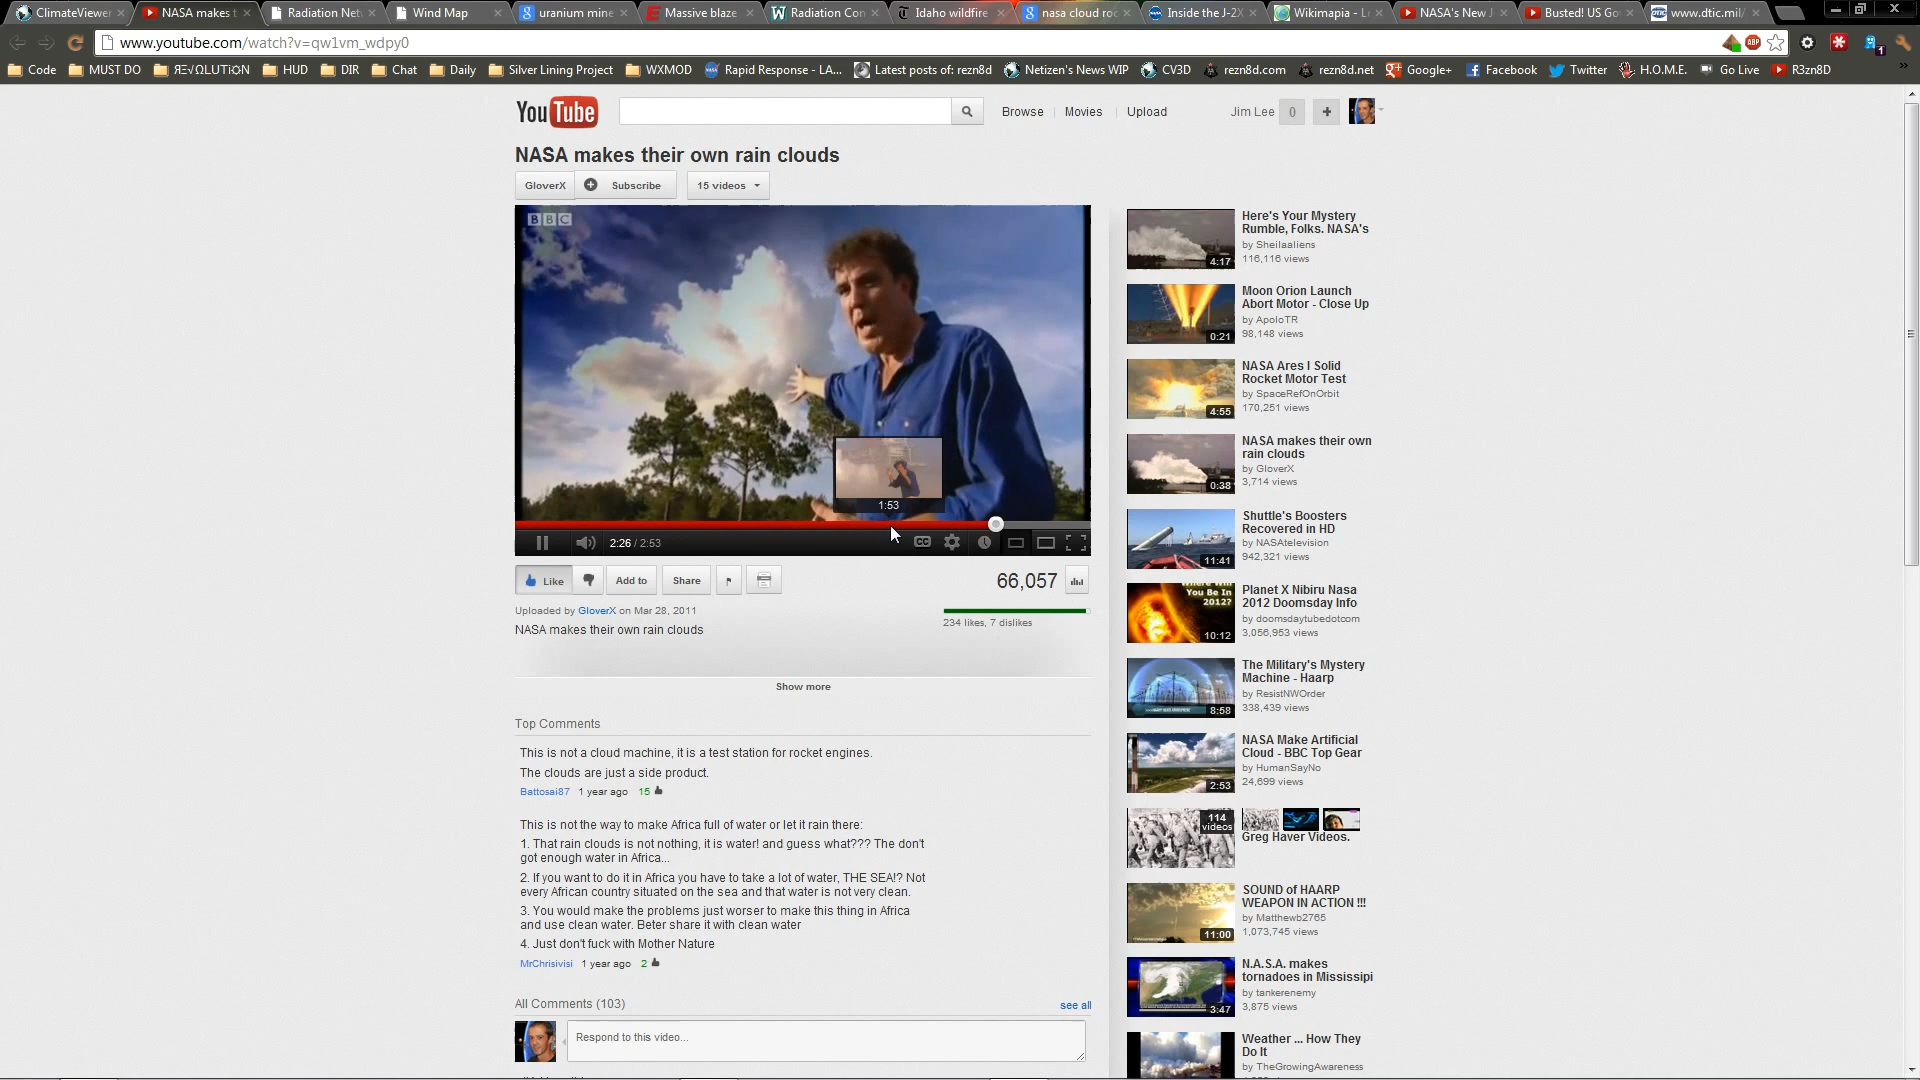 ClimateViewer
NASA makes t
Radiation Net
Wind Map
uranium mine
Massive blaze
Radiation Con
Idaho wildfire
nasa cloud roc
Inside the J-2X
Wikimapia - L
NASA's New J
Busted! US Go
www.dtic.mil/
www.youtube.com/watch?v=qw1vm_wdpy0
ABP
1
Code
MUST DO
ЯΞVΩLUTiΩN
HUD
DIR
Chat
Daily
Silver Lining Project
WXMOD
Rapid Response - LA...
Latest posts of: rezn8d
Netizen's News WIP
CV3D
rezn8d.com
rezn8d.net
Google+
Facebook
Twitter
H.O.M.E.
Go Live
R3zn8D
YouTube
Browse
Movies
Upload
Jim Lee
0
+
NASA makes their own rain clouds
GloverX
Subscribe
15 videos
BBC
1:53
2:26 / 2:53
CC
Like
Add to
Share
66,057
Uploaded by GloverX on Mar 28, 2011
234 likes, 7 dislikes
NASA makes their own rain clouds
Show more
Top Comments
This is not a cloud machine, it is a test station for rocket engines.
The clouds are just a side product.
Battosai87 1 year ago 15
This is not the way to make Africa full of water or let it rain there:
1. That rain clouds is not nothing, it is water! and guess what??? The don't
got enough water in Africa...
2. If you want to do it in Africa you have to take a lot of water, THE SEA!? Not
every African country situated on the sea and that water is not very clean.
3. You would make the problems just worser to make this thing in Africa
and use clean water. Beter share it with clean water
4. Just don't fuck with Mother Nature
MrChrisivisi 1 year ago 2
All Comments (103)
see all
Respond to this video...
Here's Your Mystery
Rumble, Folks. NASA's
by Sheilaaliens
116,116 views
4:17
Moon Orion Launch
Abort Motor - Close Up
by ApoloTR
98,148 views
0:21
NASA Ares I Solid
Rocket Motor Test
by SpaceRefOnOrbit
170,251 views
4:55
NASA makes their own
rain clouds
by GloverX
3,714 views
0:38
Shuttle's Boosters
Recovered in HD
by NASAtelevision
942,321 views
11:41
You Be In
2012?
Planet X Nibiru Nasa
2012 Doomsday Info
by doomsdaytubedotcom
3,056,953 views
10:12
The Military's Mystery
Machine - Haarp
by ResistNWOrder
338,439 views
8:58
NASA Make Artificial
Cloud - BBC Top Gear
by HumanSayNo
24,699 views
2:53
114
videos
Greg Haver Videos.
SOUND of HAARP
WEAPON IN ACTION !!!
by Matthewb2765
1,073,745 views
11:00
N.A.S.A. makes
tornadoes in Mississipi
by tankerenemy
3,875 views
3:47
Weather ... How They
Do It
by TheGrowingAwareness